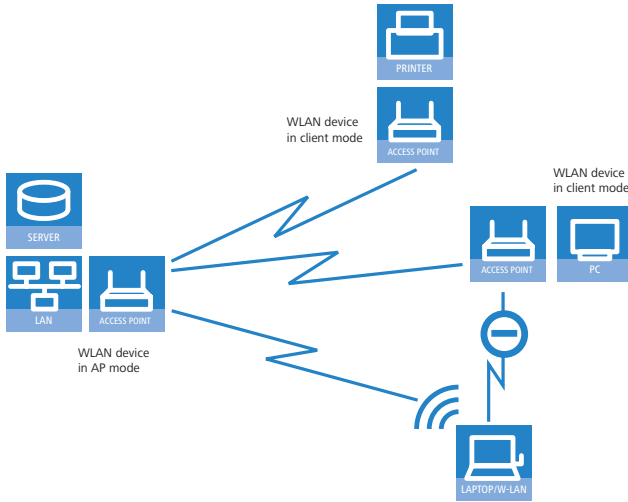 PRINTER
WLAN device
in client mode
ACCESS POINT
WLAN device
in client mode
SERVER
ACCESS POINT
PC
LAN
ACCESS POINT
WLAN device
in AP mode
LAPTOP/W-LAN